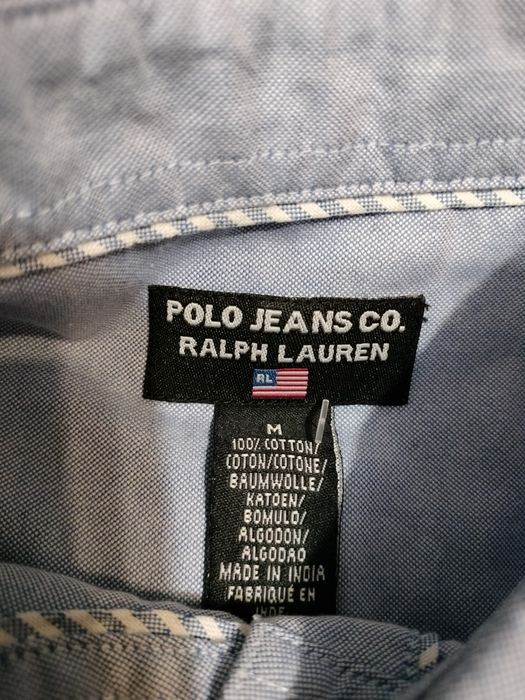 POLO JEANS CO.
RALPH LAUREN
RL
M
100% COTTON/
COTON/COTONE/
BAUMWOLLE/
KATOEN/
BOMULD/
ALGODON/
ALGODAO
MADE IN INDIA
FABRIQUÉ EN
INDE